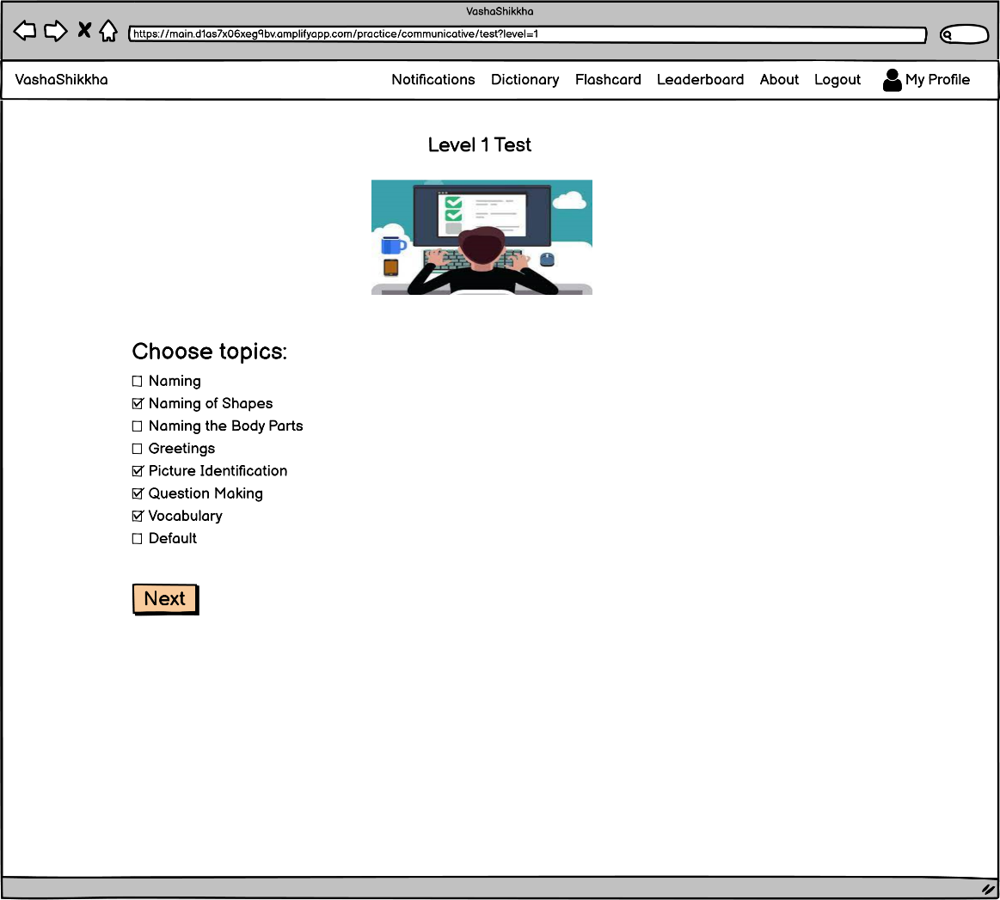 VashaShikkha
https://main.d1as7x06xeg9bv.amplifyapp.com/practice/communicative/test?level=1
VashaShikkha Notifications Dictionary Flashcard Leaderboard About Logout My Profile
Level 1 Test
Choose topics:
Naming
Naming of Shapes
Naming the Body Parts
Greetings
Picture Identification
Question Making
Vocabulary
Default
Next